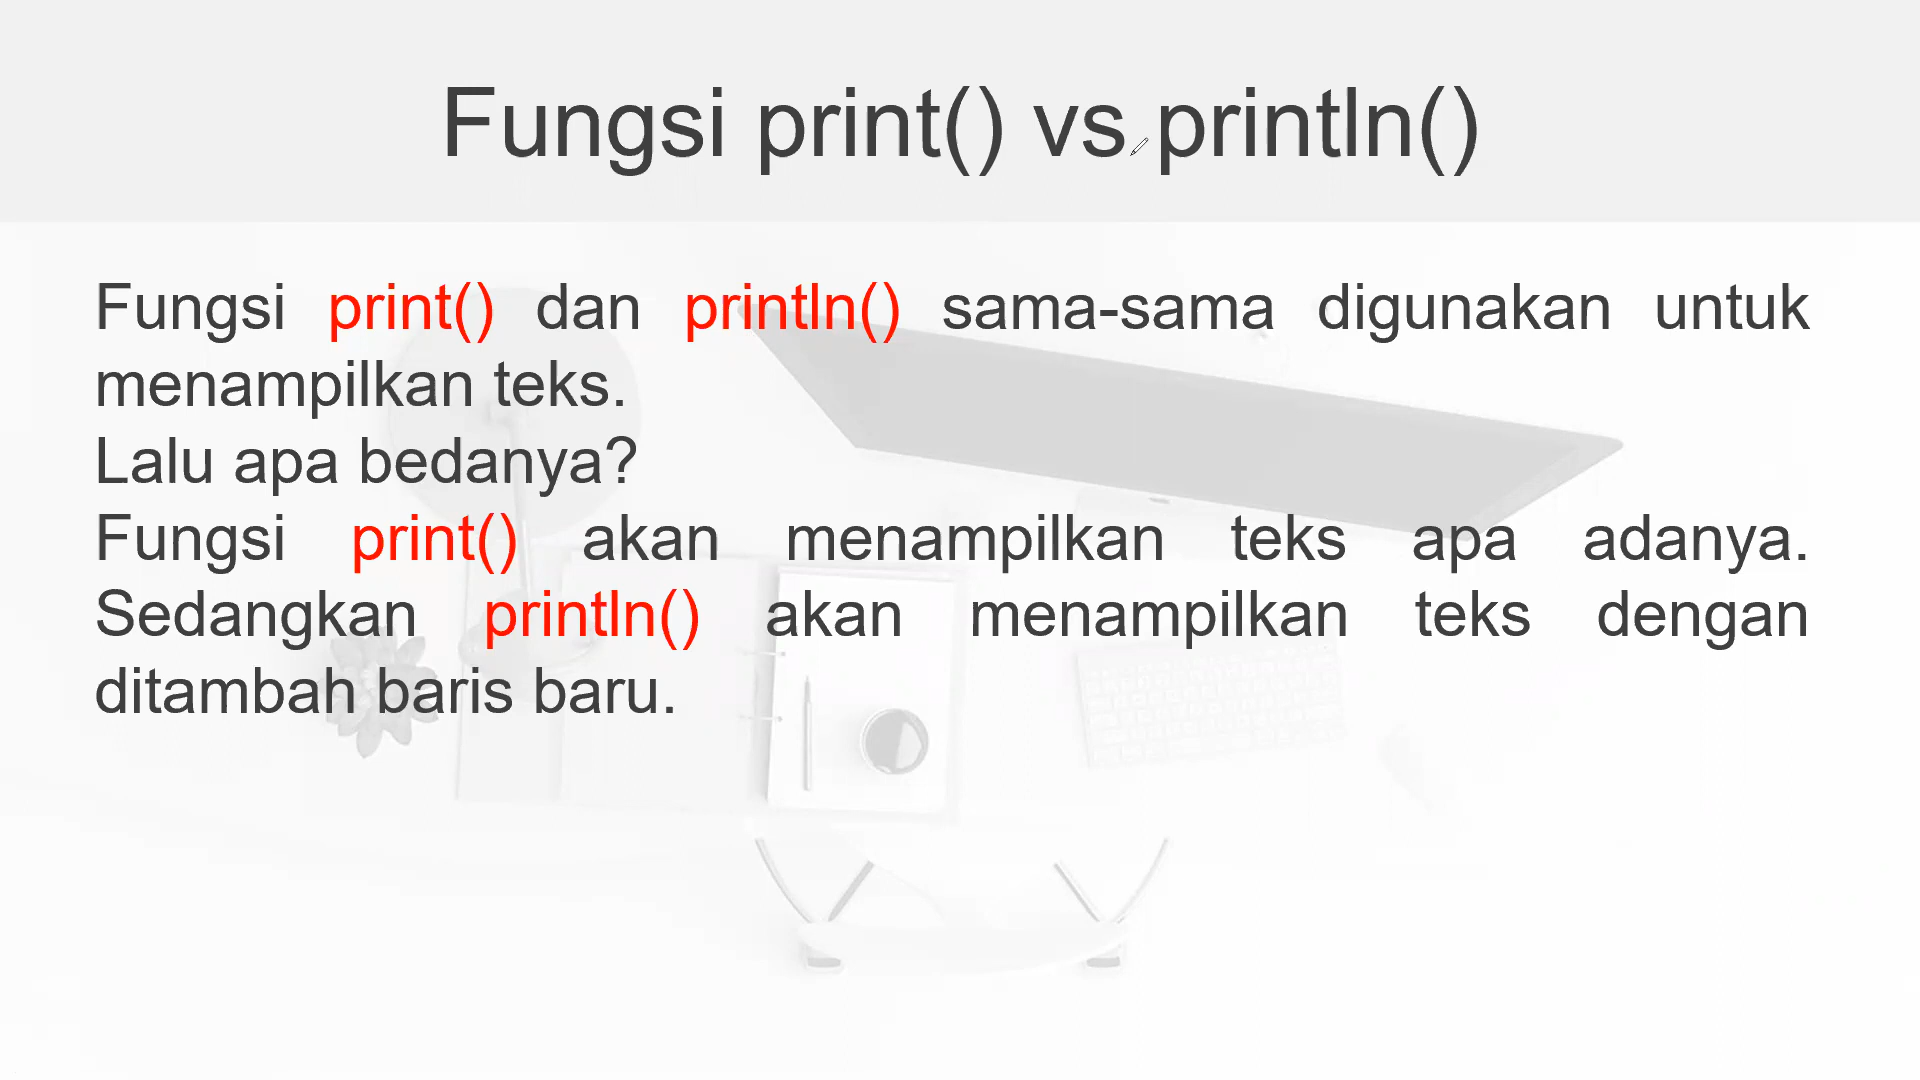 Fungsi print() vs println()
Fungsi print() dan println() sama-sama digunakan untuk
menampilkan teks.
Lalu apa bedanya?
Fungsi print() akan menampilkan teks apa adanya.
Sedangkan println() akan menampilkan teks dengan
ditambah baris baru.